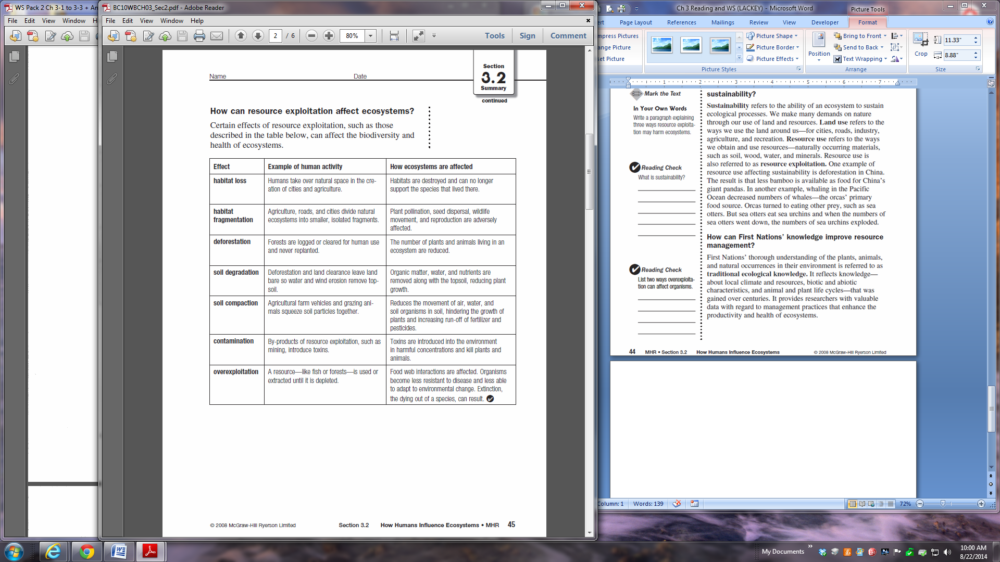 WS Pack 2 Ch 3-1 to 3-3 + An
BC10WBCH03_Sec2.pdf - Adobe Reader
Ch 3 Reading and WS (LACKEY) - Microsoft Word
Picture Tools
File Edit View Window H
File Edit View Window Help
Page Layout References Mailings Review View Developer Format
2 / 6
80%
Tools Sign Comment
mpress Pictures
ange Picture
set Picture
Picture Shape
Picture Border
Picture Effects
Picture Styles
Position
Bring to Front
Send to Back
Text Wrapping
Arrange
Crop
11.33"
8.88"
Size
1 2 3 4 5 6 7
Name Date
Section
3.2
Summary
continued
How can resource exploitation affect ecosystems?
Certain effects of resource exploitation, such as those
described in the table below, can affect the biodiversity and
health of ecosystems.
Effect Example of human activity How ecosystems are affected
habitat loss
Humans take over natural space in the cre-
ation of cities and agriculture.
Habitats are destroyed and can no longer
support the species that lived there.
habitat
fragmentation
Agriculture, roads, and cities divide natural
ecosystems into smaller, isolated fragments.
Plant pollination, seed dispersal, wildlife
movement, and reproduction are adversely
affected.
deforestation
Forests are logged or cleared for human use
and never replanted.
The number of plants and animals living in an
ecosystem are reduced.
soil degradation
Deforestation and land clearance leave land
bare so water and wind erosion remove top-
soil.
Organic matter, water, and nutrients are
removed along with the topsoil, reducing plant
growth.
soil compaction
Agricultural farm vehicles and grazing ani-
mals squeeze soil particles together.
Reduces the movement of air, water, and
soil organisms in soil, hindering the growth of
plants and increasing run-off of fertilizer and
pesticides.
contamination
By-products of resource exploitation, such as
mining, introduce toxins.
Toxins are introduced into the environment
in harmful concentrations and kill plants and
animals.
overexploitation
A resource—like fish or forests—is used or
extracted until it is depleted.
Food web interactions are affected. Organisms
become less resistant to disease and less able
to adapt to environmental change. Extinction,
the dying out of a species, can result.
© 2008 McGraw-Hill Ryerson Limited Section 3.2 How Humans Influence Ecosystems • MHR 45
Mark the Text
In Your Own Words
Write a paragraph explaining
three ways resource exploita-
tion may harm ecosystems.
Reading Check
What is sustainability?
Reading Check
List two ways overexploita-
tion can affect organisms.
sustainability?
Sustainability refers to the ability of an ecosystem to sustain
ecological processes. We make many demands on nature
through our use of land and resources. Land use refers to the
ways we use the land around us—for cities, roads, industry,
agriculture, and recreation. Resource use refers to the ways
we obtain and use resources—naturally occurring materials,
such as soil, wood, water, and minerals. Resource use is
also referred to as resource exploitation. One example of
resource use affecting sustainability is deforestation in China.
The result is that less bamboo is available as food for China's
giant pandas. In another example, whaling in the Pacific
Ocean decreased numbers of whales—the orcas' primary
food source. Orcas turned to eating other prey, such as sea
otters. But sea otters eat sea urchins and when the numbers of
sea otters went down, the numbers of sea urchins exploded.
How can First Nations' knowledge improve resource
management?
First Nations' thorough understanding of the plants, animals,
and natural occurrences in their environment is referred to as
traditional ecological knowledge. It reflects knowledge—
about local climate and resources, biotic and abiotic
characteristics, and animal and plant life cycles—that was
gained over centuries. It provides researchers with valuable
data with regard to management practices that enhance the
productivity and health of ecosystems.
44 MHR • Section 3.2 How Humans Influence Ecosystems © 2008 McGraw-Hill Ryerson Limited
Column: 1 Words: 139
72%
My Documents
10:00 AM
8/22/2014